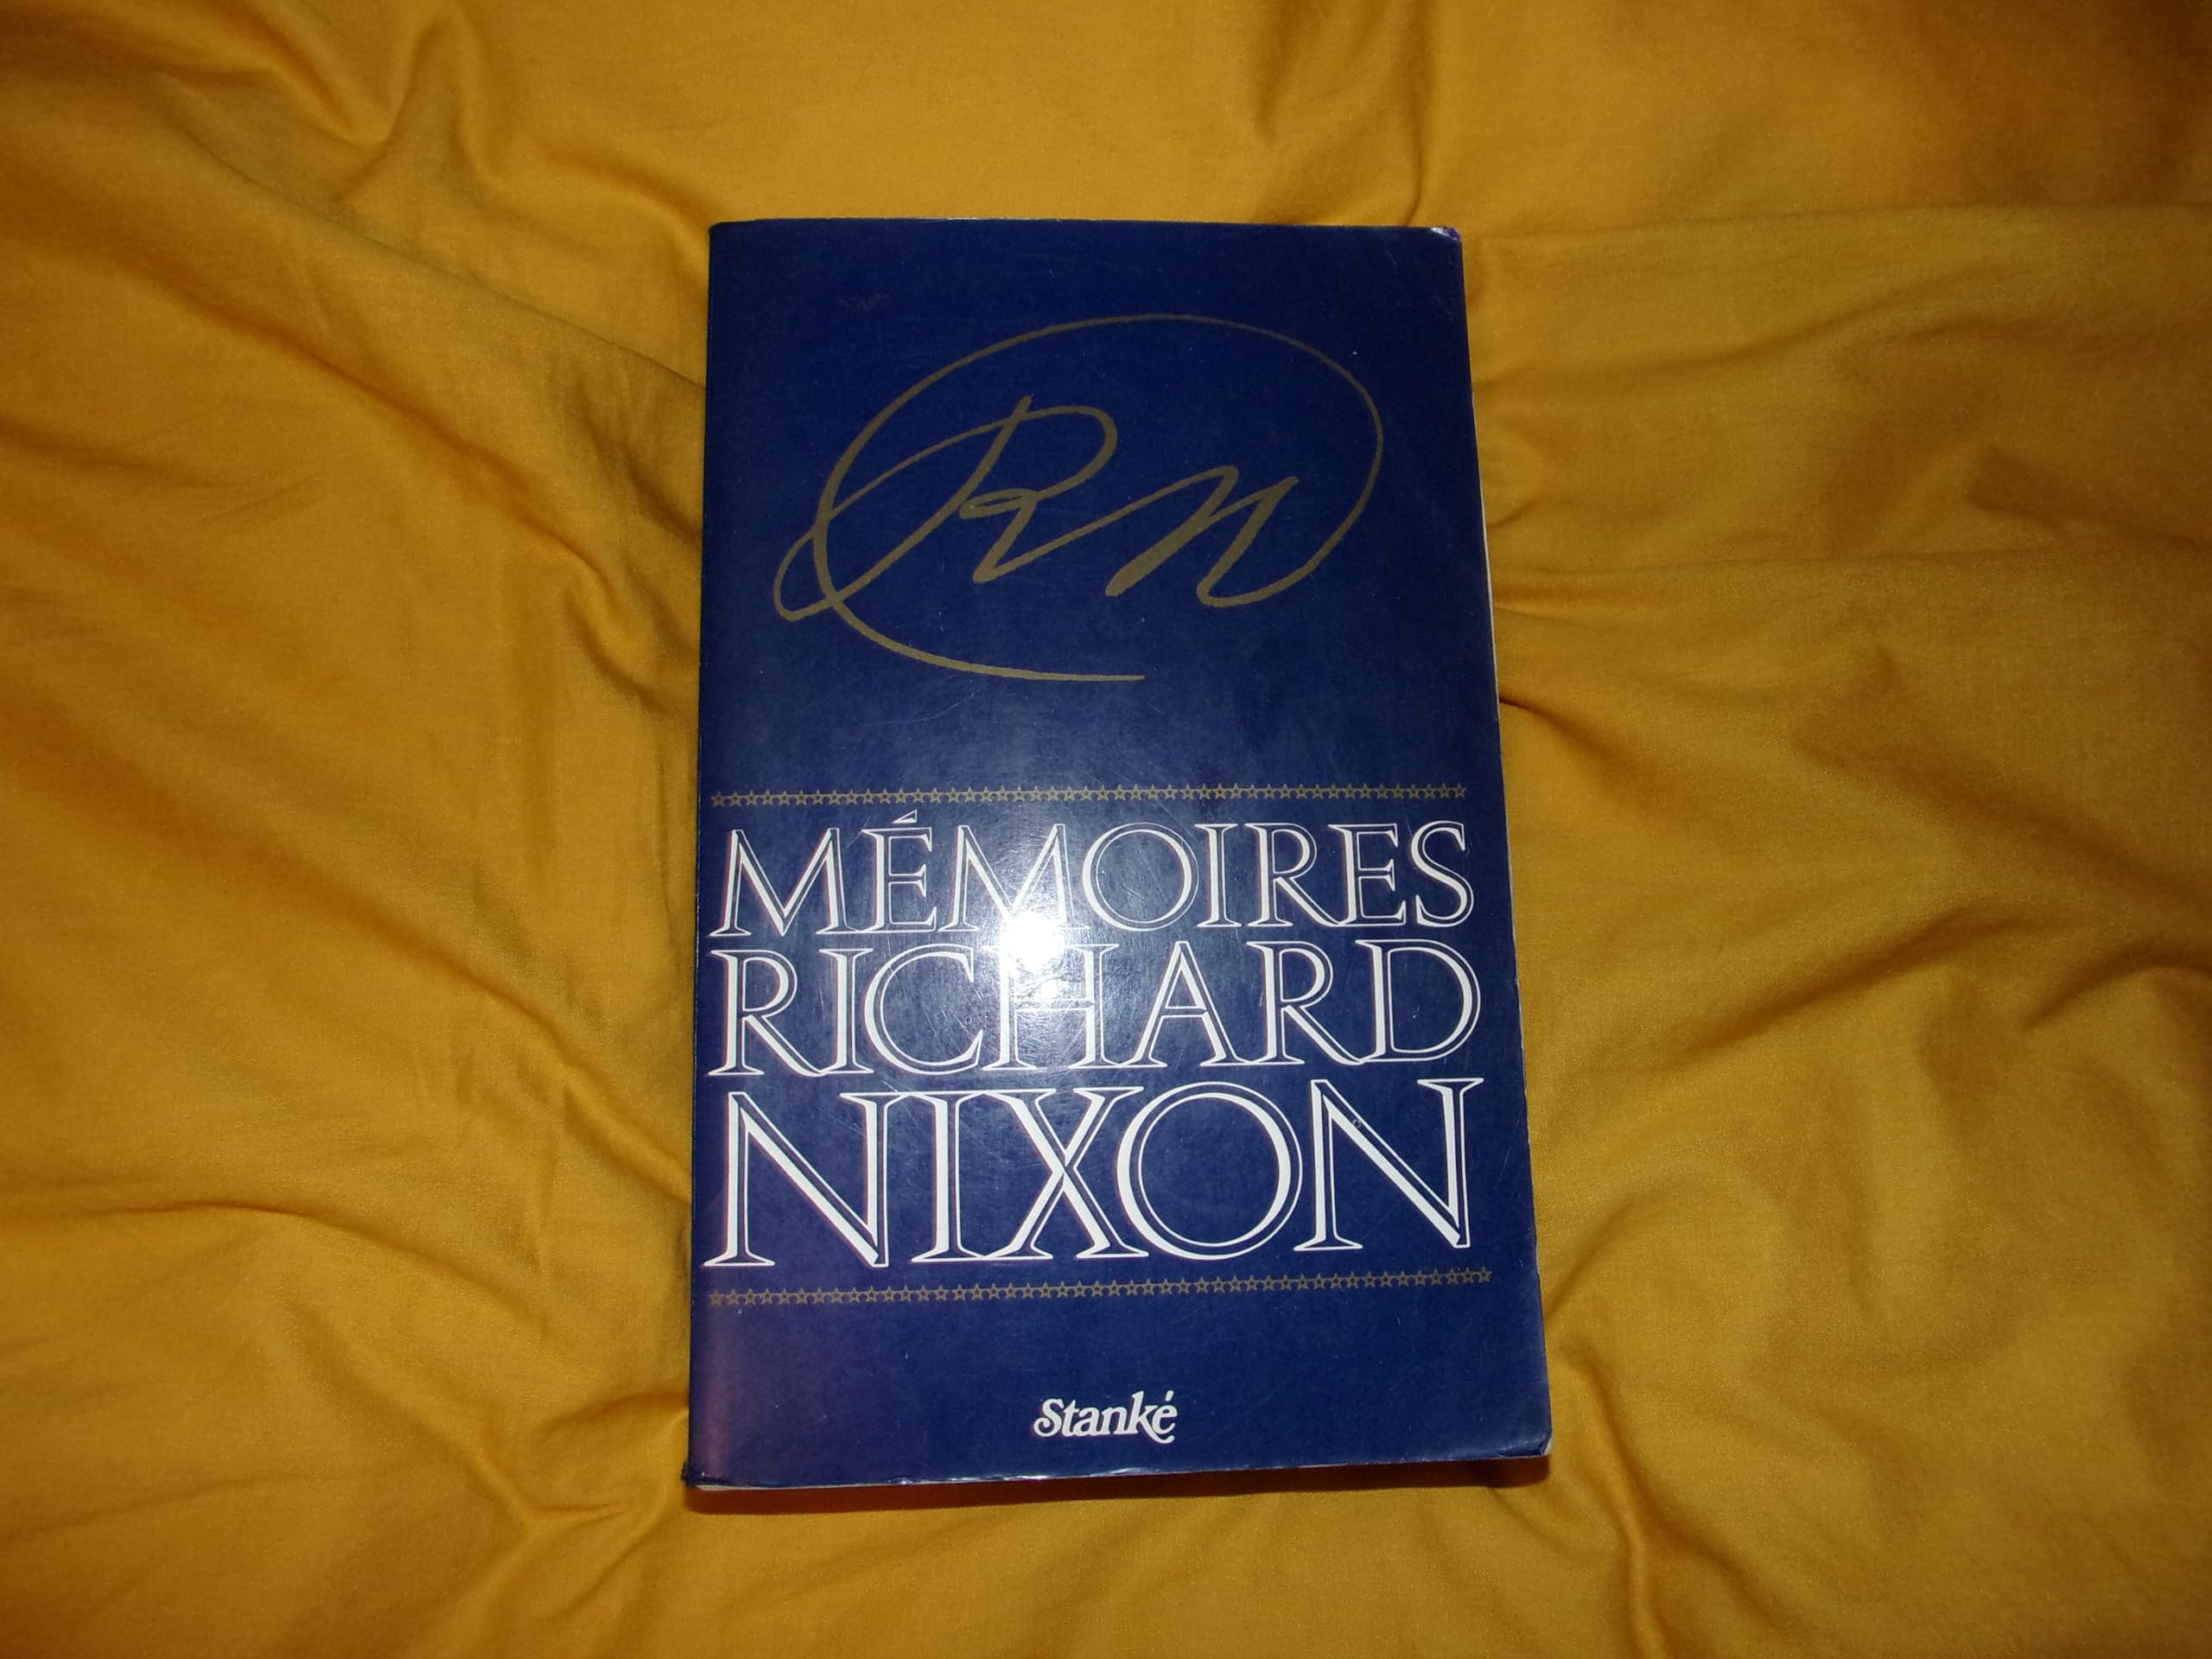 RN
MÉMOIRES
RICHARD
NIXON
Stanké